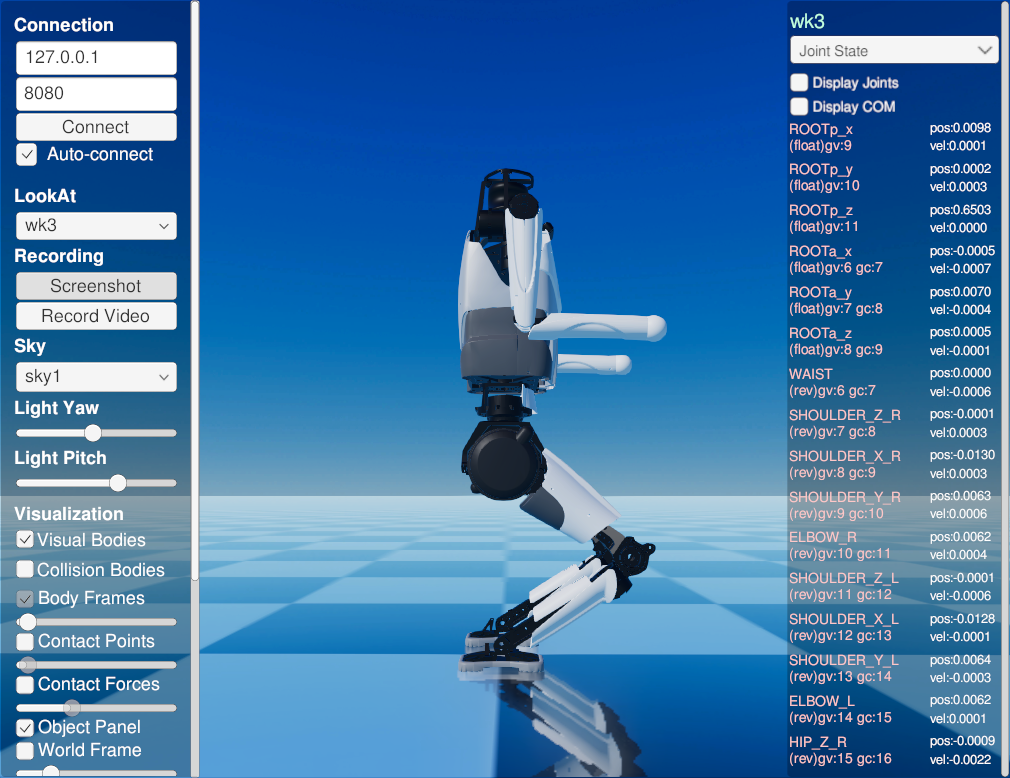 Connection
127.0.0.1
8080
Connect
Auto-connect
LookAt
wk3
Recording
Screenshot
Record Video
Sky
sky1
Light Yaw
Light Pitch
Visualization
Visual Bodies
Collision Bodies
Body Frames
Contact Points
Contact Forces
Object Panel
World Frame
wk3
Joint State
Display Joints
Display COM
ROOTp_x pos:0.0098
(float)gv:9 vel:0.0001
ROOTp_y pos:0.0002
(float)gv:10 vel:0.0003
ROOTp_z pos:0.6503
(float)gv:11 vel:0.0000
ROOTa_x pos:-0.0005
(float)gv:6 gc:7 vel:-0.0007
ROOTa_y pos:0.0070
(float)gv:7 gc:8 vel:-0.0004
ROOTa_z pos:0.0005
(float)gv:8 gc:9 vel:-0.0001
WAIST pos:0.0000
(rev)gv:6 gc:7 vel:-0.0006
SHOULDER_Z_R pos:-0.0001
(rev)gv:7 gc:8 vel:0.0003
SHOULDER_X_R pos:-0.0130
(rev)gv:8 gc:9 vel:0.0003
SHOULDER_Y_R pos:0.0063
(rev)gv:9 gc:10 vel:0.0006
ELBOW_R pos:0.0062
(rev)gv:10 gc:11 vel:0.0004
SHOULDER_Z_L pos:-0.0001
(rev)gv:11 gc:12 vel:-0.0006
SHOULDER_X_L pos:-0.0128
(rev)gv:12 gc:13 vel:-0.0001
SHOULDER_Y_L pos:0.0064
(rev)gv:13 gc:14 vel:-0.0003
ELBOW_L pos:0.0062
(rev)gv:14 gc:15 vel:0.0001
HIP_Z_R pos:-0.0009
(rev)gv:15 gc:16 vel:-0.0022